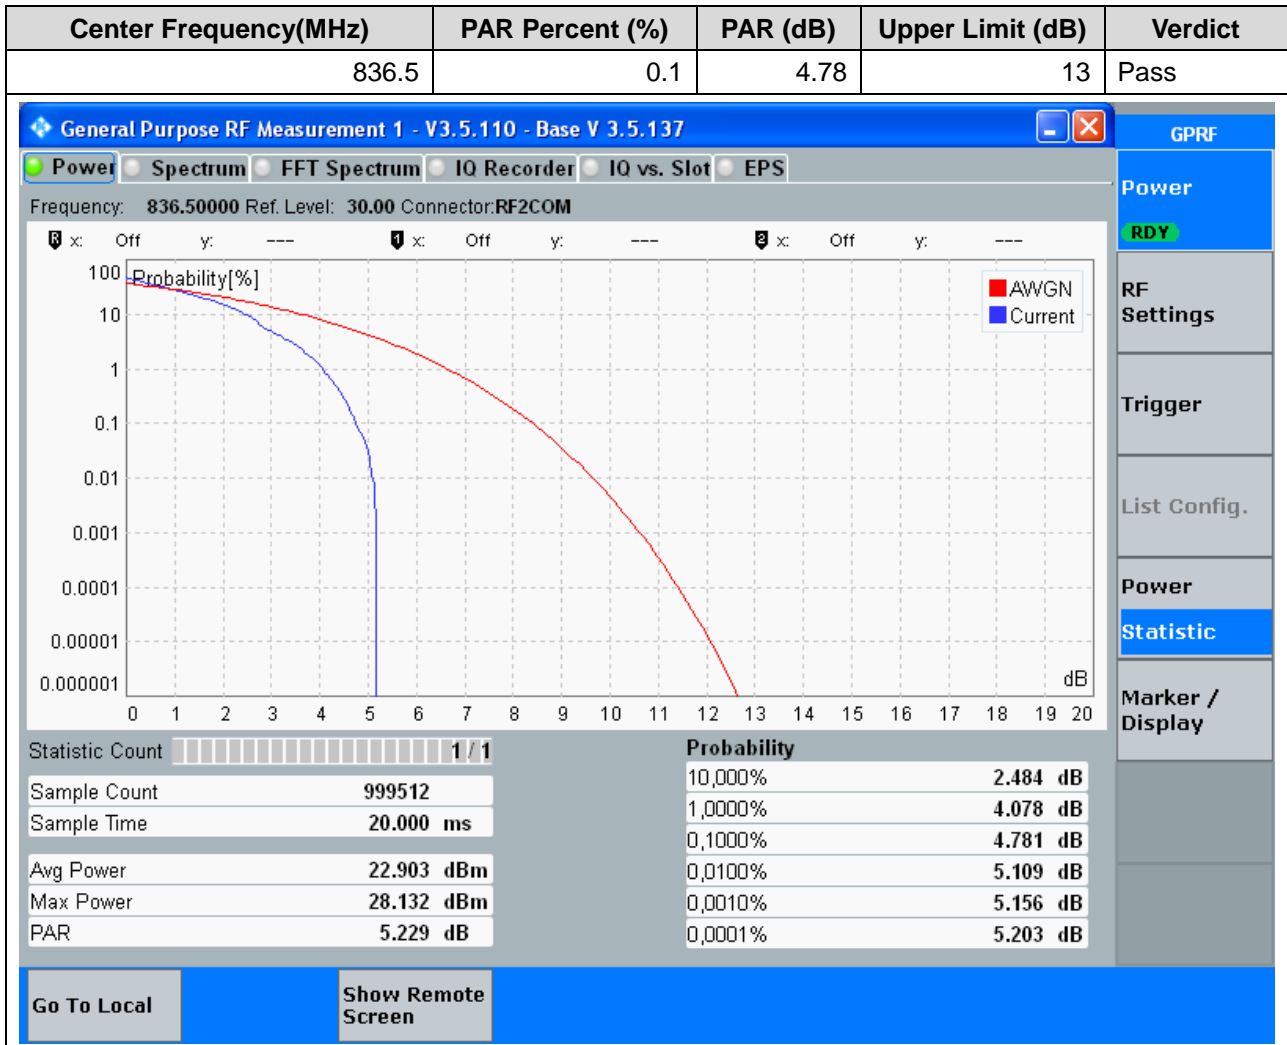 Center Frequency(MHz) PAR Percent (%) PAR (dB) Upper Limit (dB) Verdict
836.5 0.1 4.78 13 Pass
General Purpose RF Measurement 1 - V3.5.110 - Base V 3.5.137
GPRF
Power Spectrum FFT Spectrum IQ Recorder IQ vs. Slot EPS
Power
RDY
Frequency: 836.50000 Ref. Level: 30.00 Connector:RF2COM
R x: Off y: --- 1 x: Off y: --- 2 x: Off y: ---
Probability[%]
AWGN
Current
100
10
1
0.1
0.01
0.001
0.0001
0.00001
0.000001
dB
0 1 2 3 4 5 6 7 8 9 10 11 12 13 14 15 16 17 18 19 20
RF
Settings
Trigger
List Config.
Power
Statistic
Marker /
Display
Statistic Count 1 / 1
Sample Count 999512
Sample Time 20.000 ms
Avg Power 22.903 dBm
Max Power 28.132 dBm
PAR 5.229 dB
Probability
10,000% 2.484 dB
1,0000% 4.078 dB
0,1000% 4.781 dB
0,0100% 5.109 dB
0,0010% 5.156 dB
0,0001% 5.203 dB
Go To Local
Show Remote
Screen